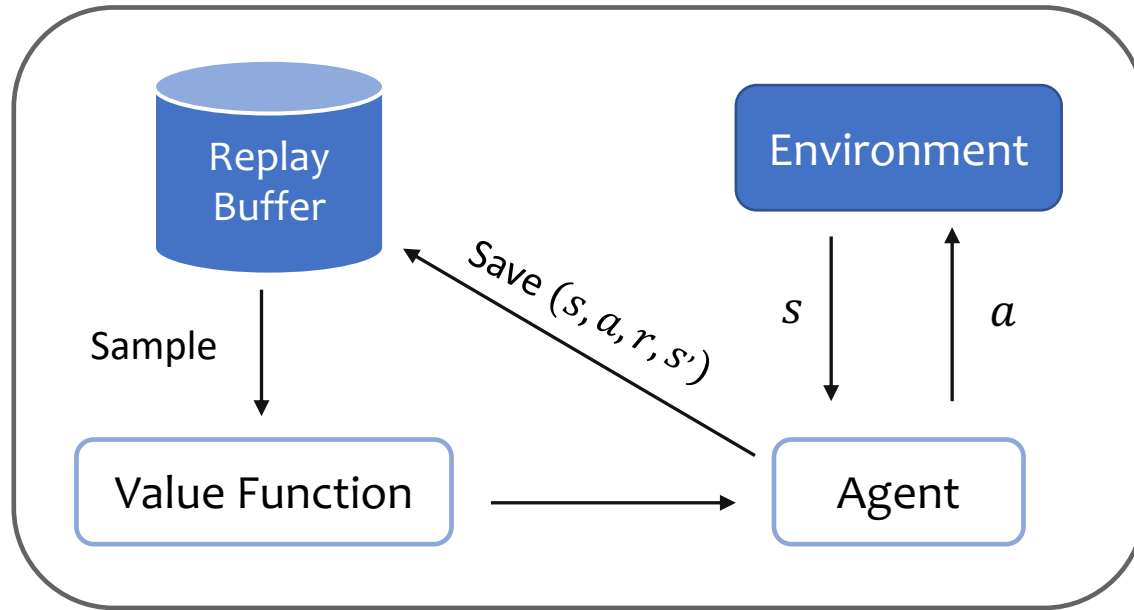 Replay
Buffer
Environment
Save (s, a, r, s’)
s
a
Sample
Value Function
Agent